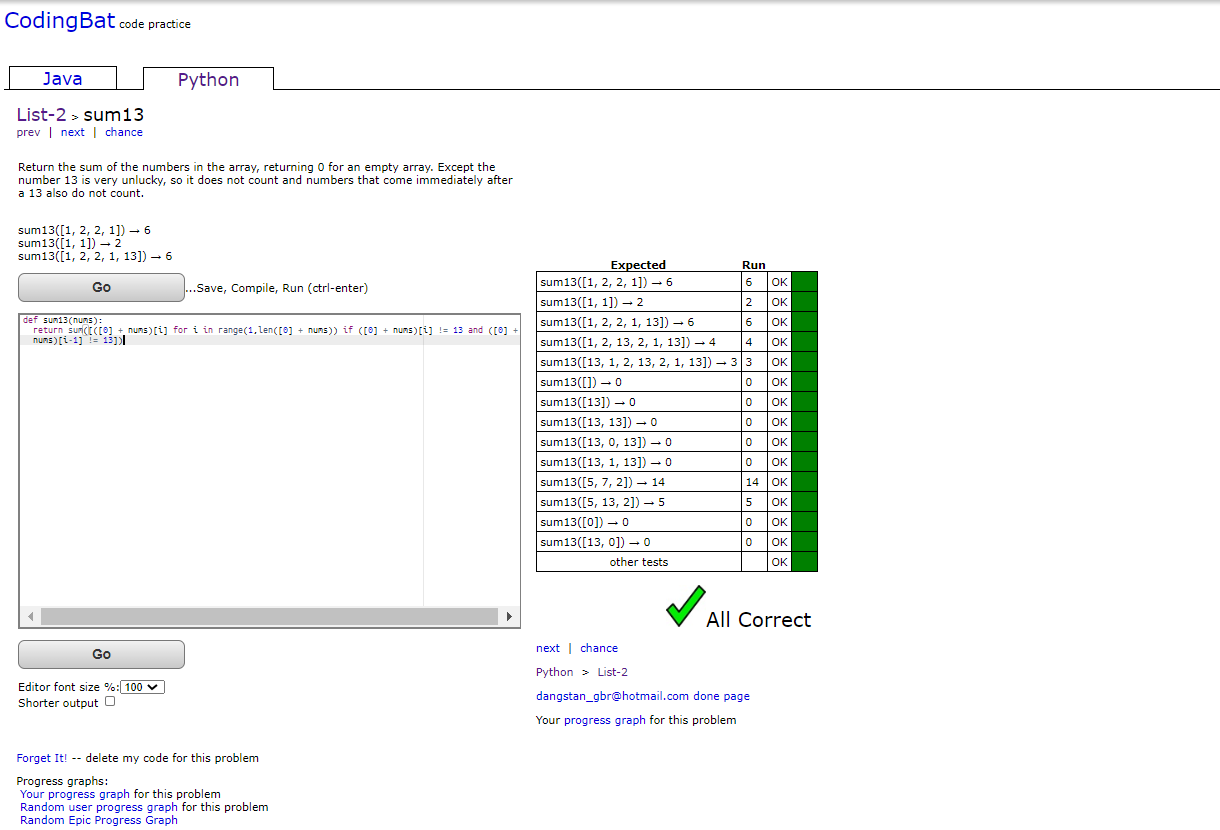 CodingBat code practice
Java
Python
List-2 > sum13
prev | next | chance
Return the sum of the numbers in the array, returning 0 for an empty array. Except the
number 13 is very unlucky, so it does not count and numbers that come immediately after
a 13 also do not count.
sum13([1, 2, 2, 1]) → 6
sum13([1, 1]) → 2
sum13([1, 2, 2, 1, 13]) → 6
Go ...Save, Compile, Run (ctrl-enter)
def sum13(nums):
return sum([([0] + nums)[i] for i in range(1,len([0] + nums)) if ([0] + nums)[i] != 13 and ([0] +
nums)[i-1] != 13])
Go
Editor font size %: 100
Shorter output
Expected Run
sum13([1, 2, 2, 1]) → 6 6 OK
sum13([1, 1]) → 2 2 OK
sum13([1, 2, 2, 1, 13]) → 6 6 OK
sum13([1, 2, 13, 2, 1, 13]) → 4 4 OK
sum13([13, 1, 2, 13, 2, 1, 13]) → 3 3 OK
sum13([]) → 0 0 OK
sum13([13]) → 0 0 OK
sum13([13, 13]) → 0 0 OK
sum13([13, 0, 13]) → 0 0 OK
sum13([13, 1, 13]) → 0 0 OK
sum13([5, 7, 2]) → 14 14 OK
sum13([5, 13, 2]) → 5 5 OK
sum13([0]) → 0 0 OK
sum13([13, 0]) → 0 0 OK
other tests OK
All Correct
next | chance
Python > List-2
dangstan_gbr@hotmail.com done page
Your progress graph for this problem
Forget It! -- delete my code for this problem
Progress graphs:
Your progress graph for this problem
Random user progress graph for this problem
Random Epic Progress Graph